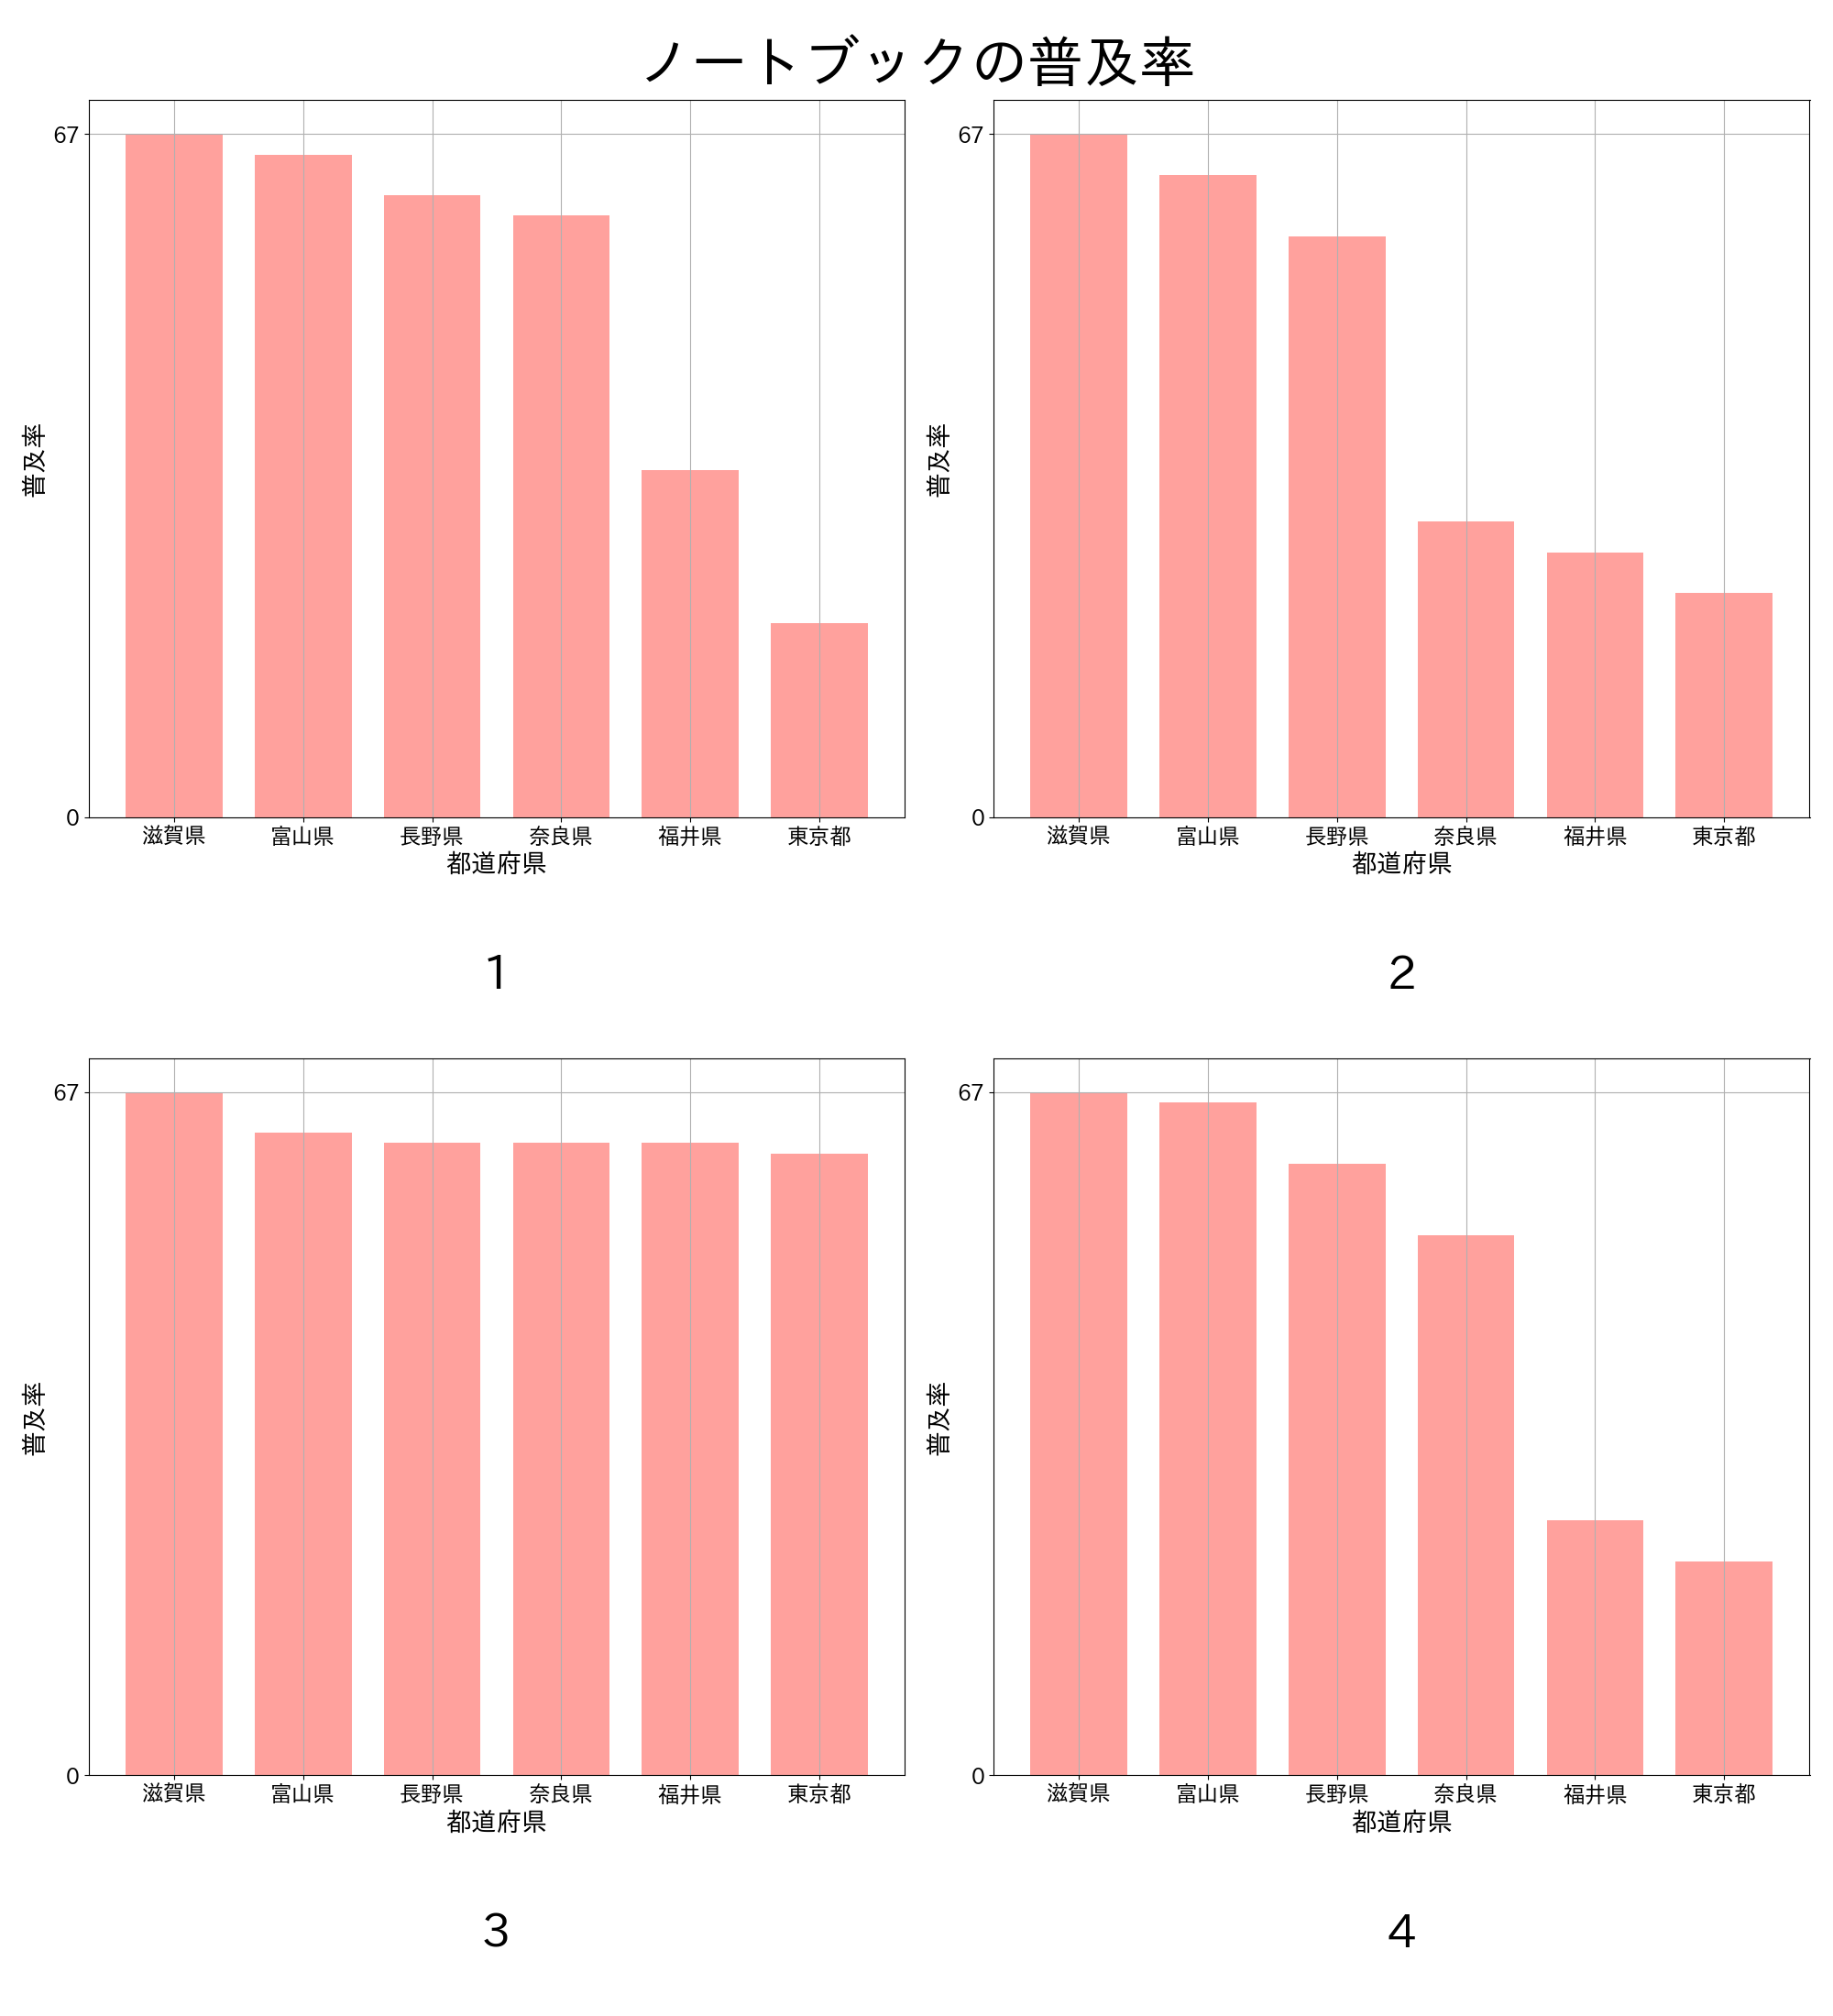 ノートブックの普及率
67
普及率
0
滋賀県 富山県 長野県 奈良県 福井県 東京都
都道府県
1
67
普及率
0
滋賀県 富山県 長野県 奈良県 福井県 東京都
都道府県
2
67
普及率
0
滋賀県 富山県 長野県 奈良県 福井県 東京都
都道府県
3
67
普及率
0
滋賀県 富山県 長野県 奈良県 福井県 東京都
都道府県
4